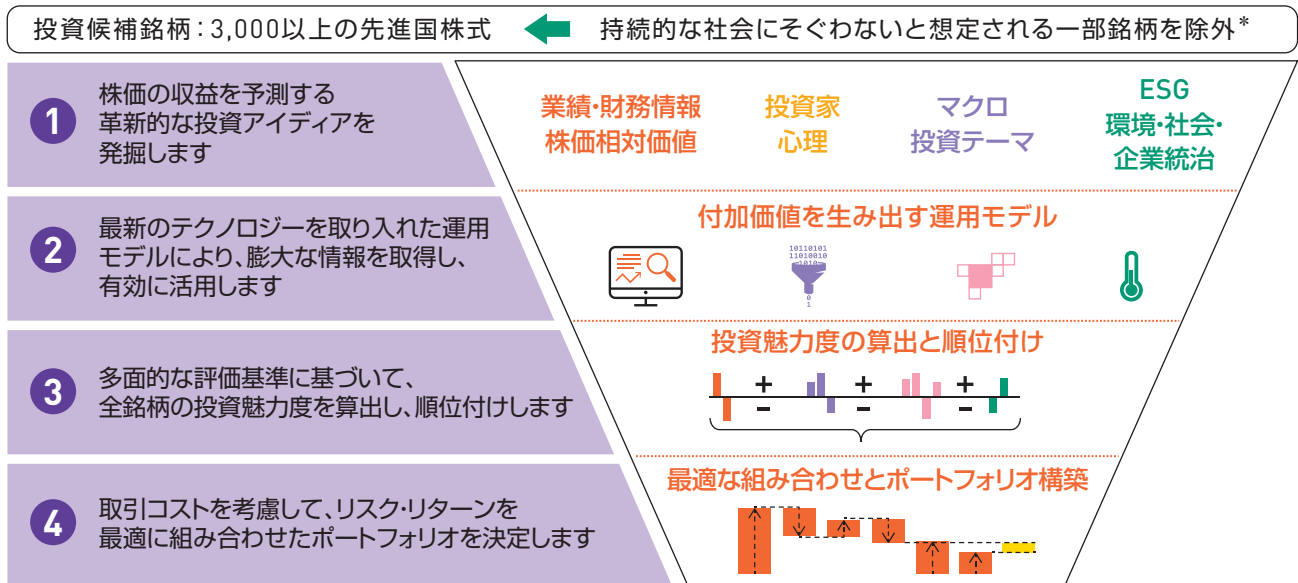 投資候補銘柄：3,000以上の先進国株式
持続的な社会にそぐわないと想定される一部銘柄を除外*
1
株価の収益を予測する
革新的な投資アイディアを
発掘します
業績・財務情報
株価相対価値
投資家
心理
マクロ
投資テーマ
ESG
環境・社会・
企業統治
2
最新のテクノロジーを取り入れた運用
モデルにより、膨大な情報を取得し、
有効に活用します
付加価値を生み出す運用モデル
10110101
11010010
1010
0
1
3
多面的な評価基準に基づいて、
全銘柄の投資魅力度を算出し、順位付けします
投資魅力度の算出と順位付け
+ + +
− − −
4
取引コストを考慮して、リスク・リターンを
最適に組み合わせたポートフォリオを決定します
最適な組み合わせとポートフォリオ構築